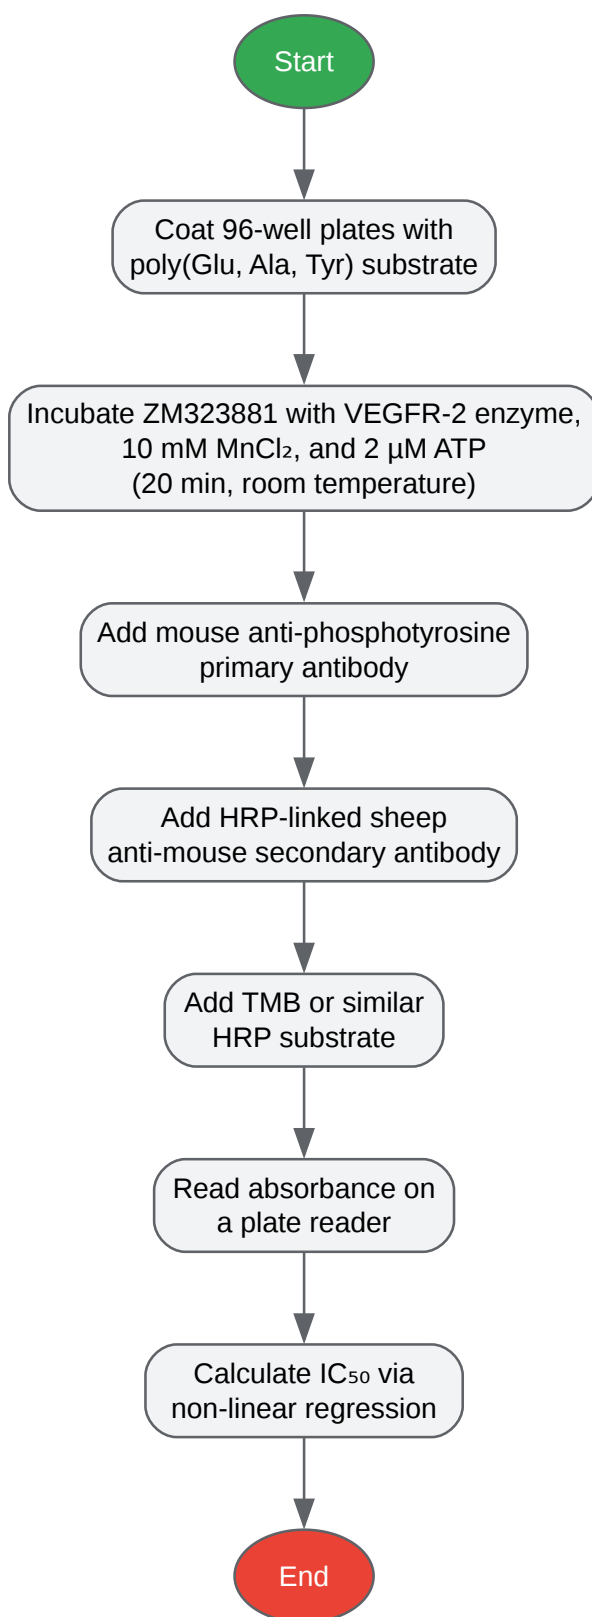 Start
Coat 96-well plates with
poly(Glu, Ala, Tyr) substrate
Incubate ZM323881 with VEGFR-2 enzyme,
10 mM MnCl₂, and 2 µM ATP
(20 min, room temperature)
Add mouse anti-phosphotyrosine
primary antibody
Add HRP-linked sheep
anti-mouse secondary antibody
Add TMB or similar
HRP substrate
Read absorbance on
a plate reader
Calculate IC₅₀ via
non-linear regression
End